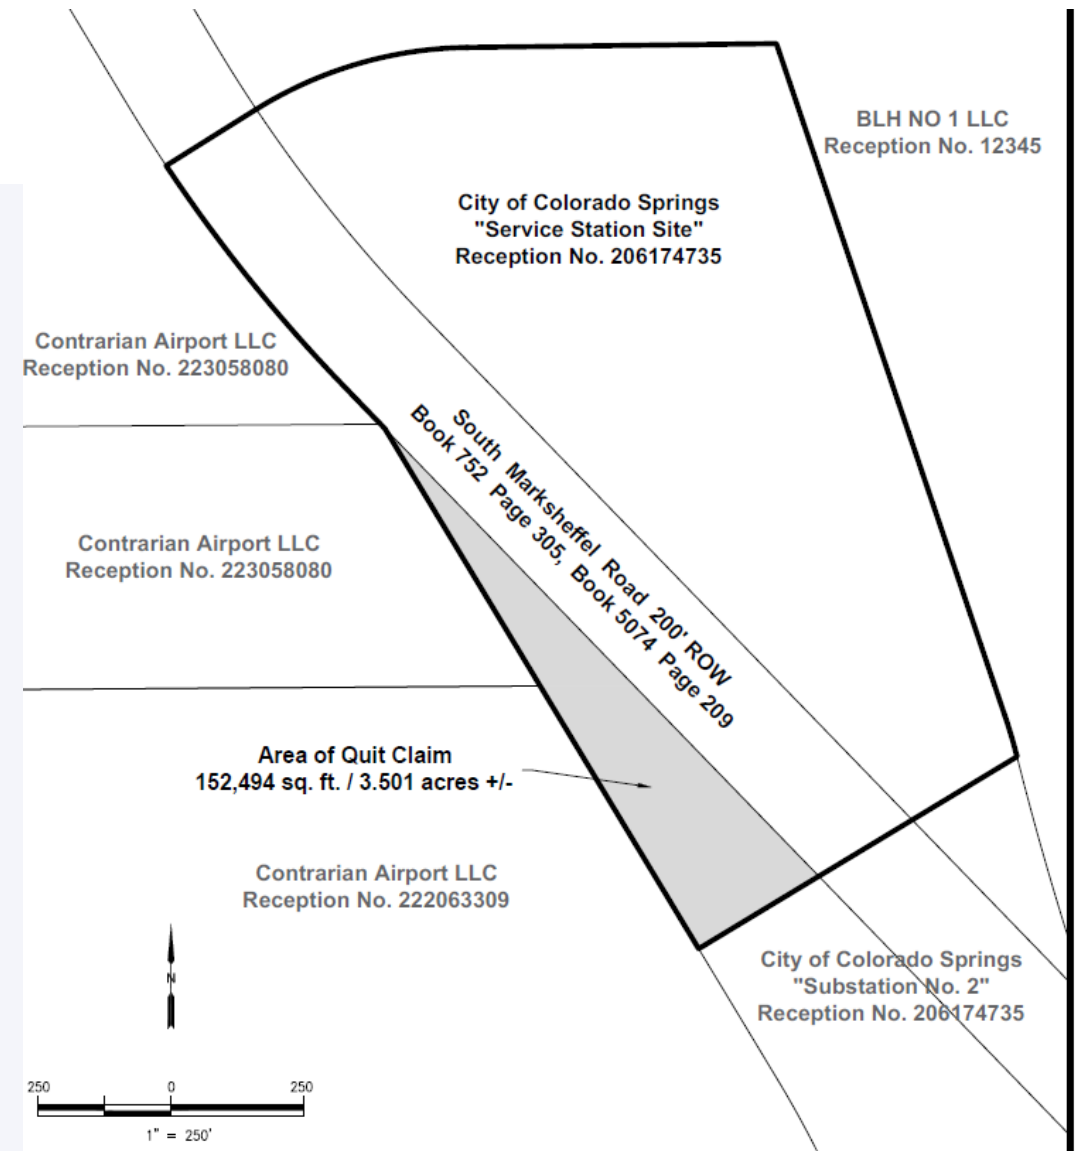 BLH NO 1 LLC
Reception No. 12345
City of Colorado Springs
"Service Station Site"
Reception No. 206174735
Contrarian Airport LLC
Reception No. 223058080
South Marksheffel Road 200' ROW
Book 752 Page 305, Book 5074 Page 209
Contrarian Airport LLC
Reception No. 223058080
Area of Quit Claim
152,494 sq. ft. / 3.501 acres +/-
Contrarian Airport LLC
Reception No. 222063309
City of Colorado Springs
"Substation No. 2"
Reception No. 206174735
N
250 0 250
1" = 250'